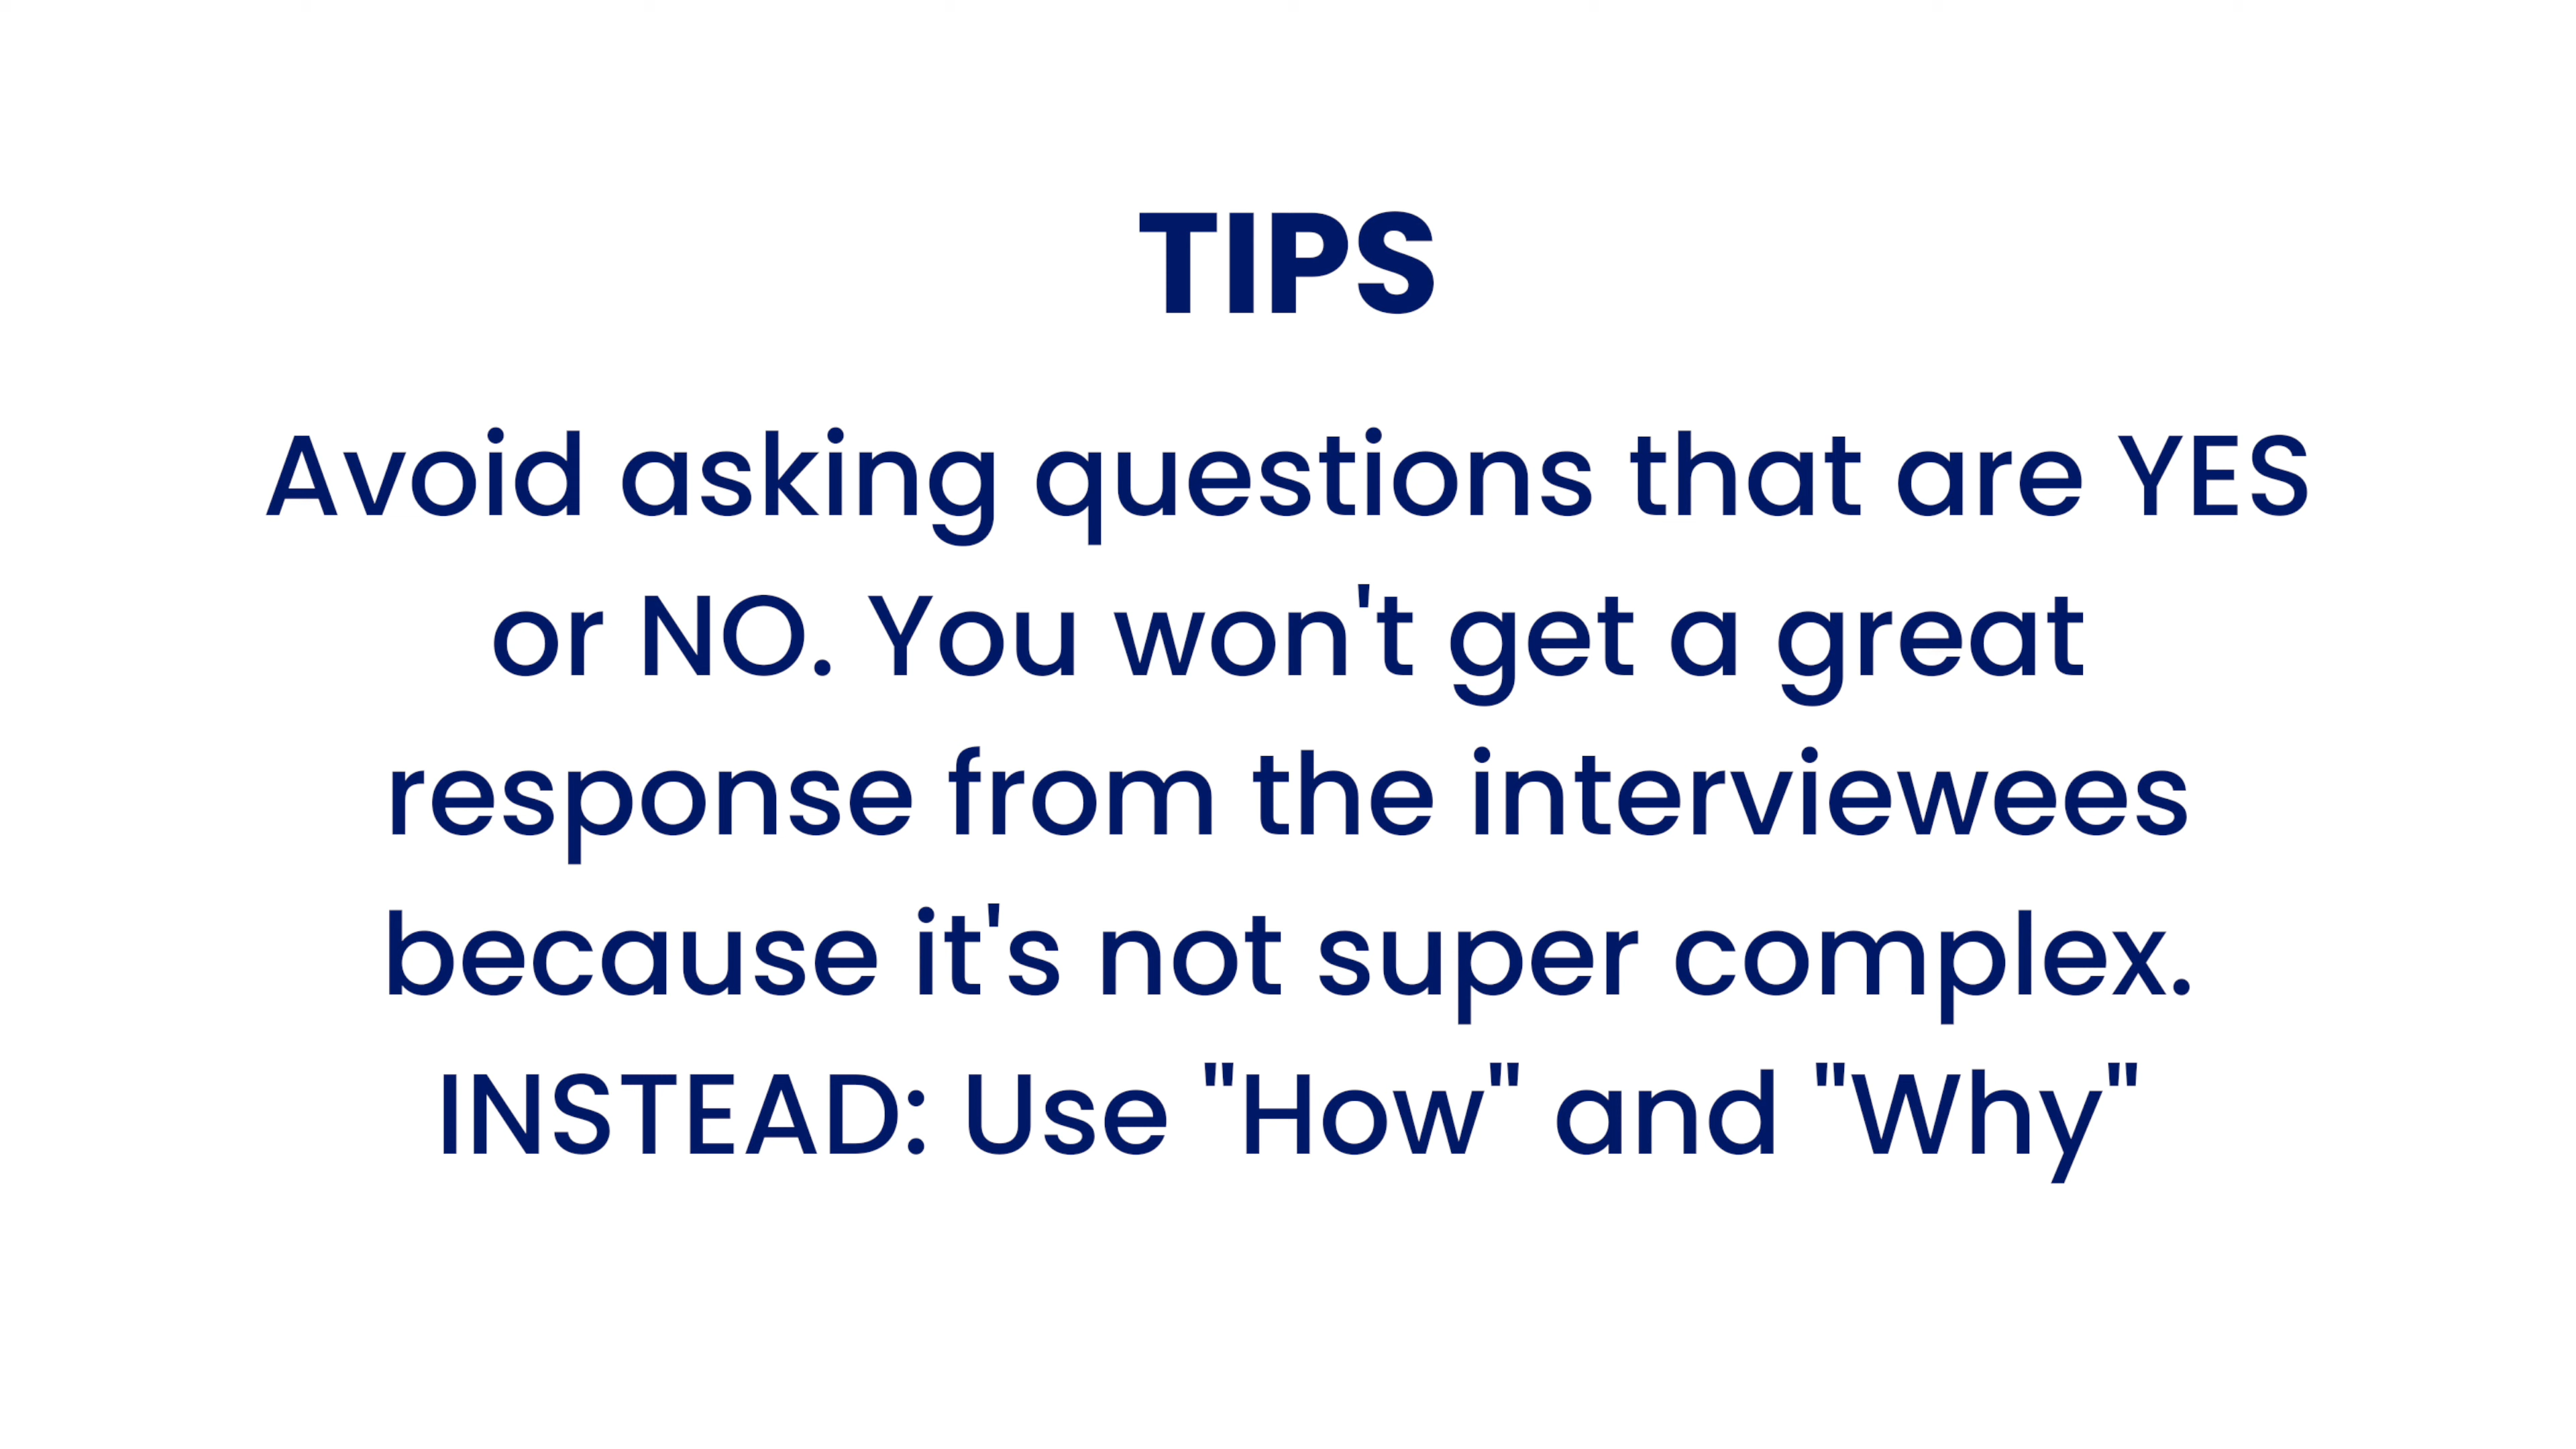 TIPS
Avoid asking questions that are YES
or NO. You won't get a great
response from the interviewees
because it's not super complex.
INSTEAD: Use "How" and "Why"